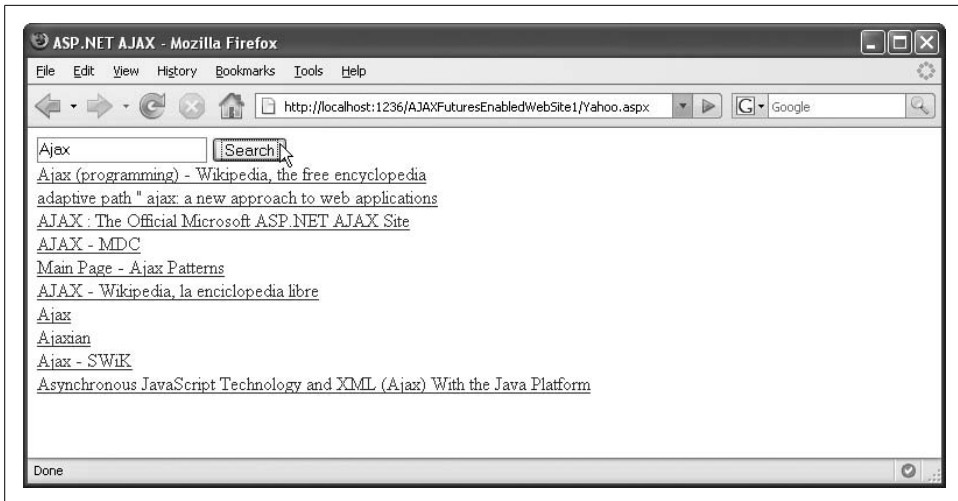 ASP.NET AJAX - Mozilla Firefox
File Edit View History Bookmarks Tools Help
http://localhost:1236/AJAXFuturesEnabledWebSite1/Yahoo.aspx G Google
Ajax Search
Ajax (programming) - Wikipedia, the free encyclopedia
adaptive path " ajax: a new approach to web applications
AJAX : The Official Microsoft ASP.NET AJAX Site
AJAX - MDC
Main Page - Ajax Patterns
AJAX - Wikipedia, la enciclopedia libre
Ajax
Ajaxian
Ajax - SWiK
Asynchronous JavaScript Technology and XML (Ajax) With the Java Platform
Done